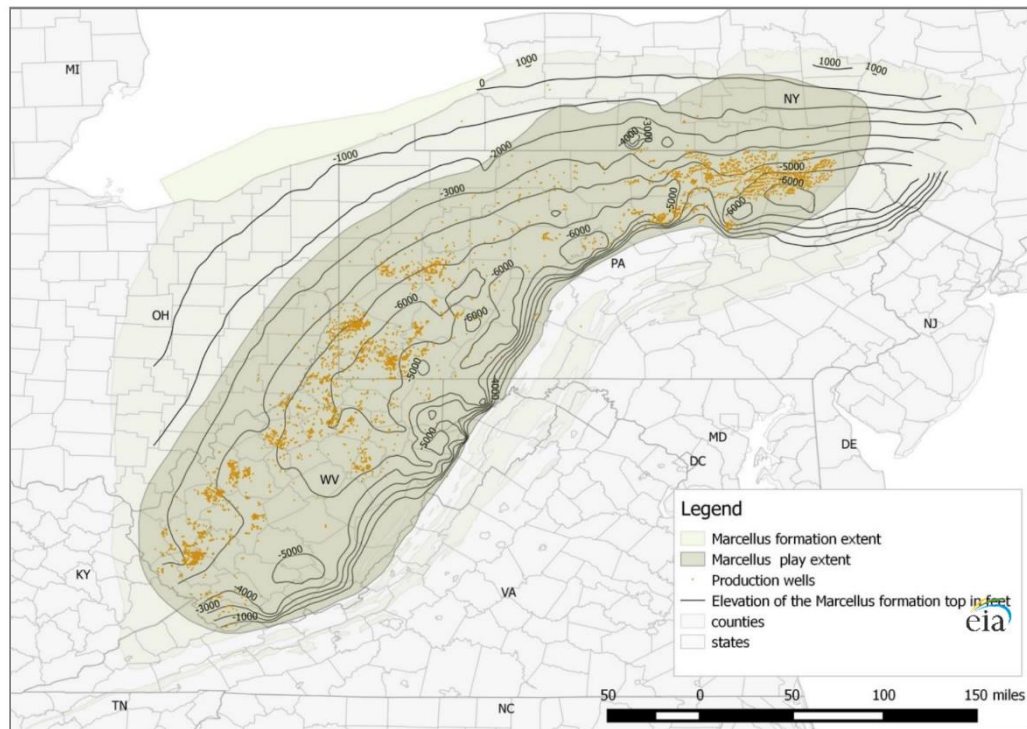 1000
1000
1000
MI
0
NY
-3000
-4000
-1000
-2000
-5000
-3000
-6000
-5000
-6000
-6000
PA
-6000
OH
-6000
-6000
NJ
-5000
-4000
-5000
MD
DE
DC
WV
Legend
Marcellus formation extent
Marcellus play extent
-5000
KY
Production wells
-4000
VA
-3000
Elevation of the Marcellus formation top in feet
-1000
counties
eia
states
50 0 50 100 150 miles
TN
NC